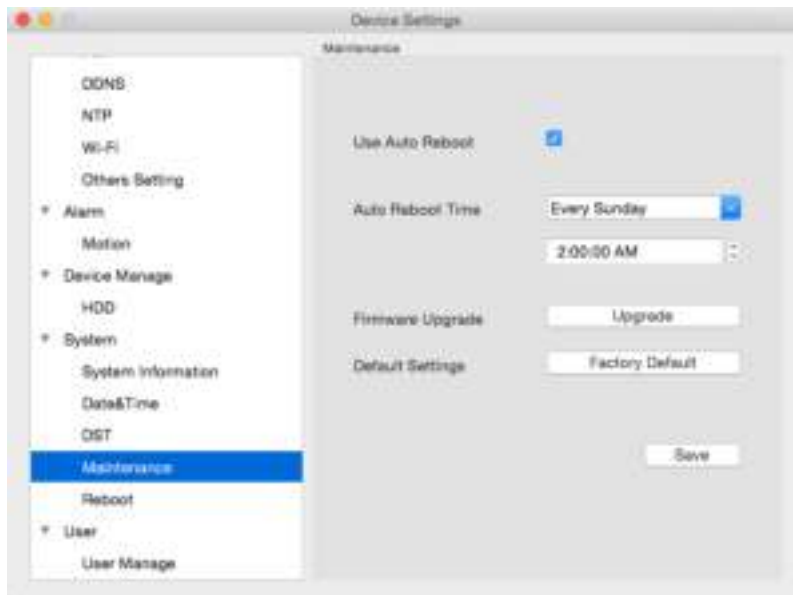 Device Settings
Maintenance
DDNS
NTP
Wi-Fi
Others Setting
Alarm
Motion
Device Manage
HDD
System
System Information
Date&Time
DST
Maintenance
Reboot
User
User Manage
Use Auto Reboot
Auto Reboot Time
Every Sunday
2:00:00 AM
Firmware Upgrade
Upgrade
Default Settings
Factory Default
Save